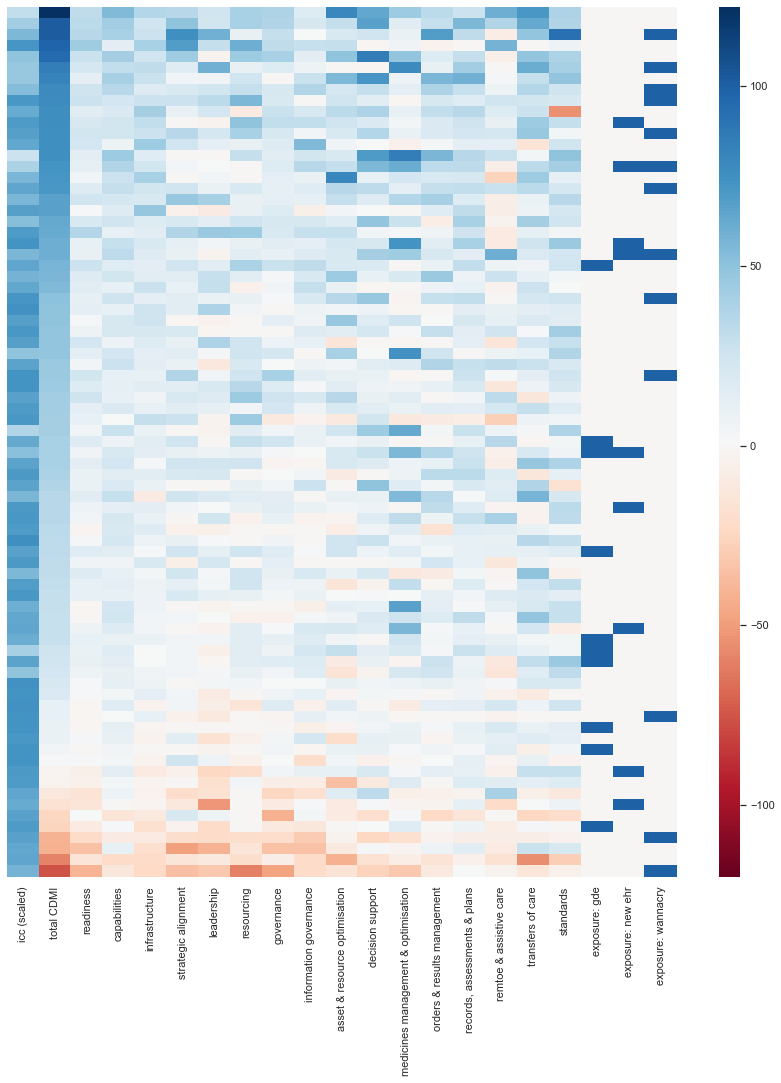 100
50
0
−50
−100
icc (scaled)
total CDMI
readiness
capabilities
infrastructure
strategic alignment
leadership
resourcing
governance
information governance
asset & resource optimisation
decision support
medicines management & optimisation
orders & results management
records, assessments & plans
remtoe & assistive care
transfers of care
standards
exposure: gde
exposure: new ehr
exposure: wannacry